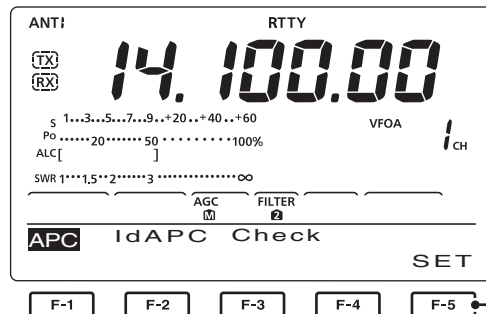 ANT1 RTTY
TX
RX
14.100.00
S 1•••3...5...7...9..+20..+40..+60 VFOA 1 CH
Po ••••••20••••••• 50 • • • • • • • • •100%
ALC[ ]
SWR 1••••1.5••2••••••3 •••••••••••••••∞
AGC FILTER
M 2
APC IdAPC Check
SET
F-1 F-2 F-3 F-4 F-5